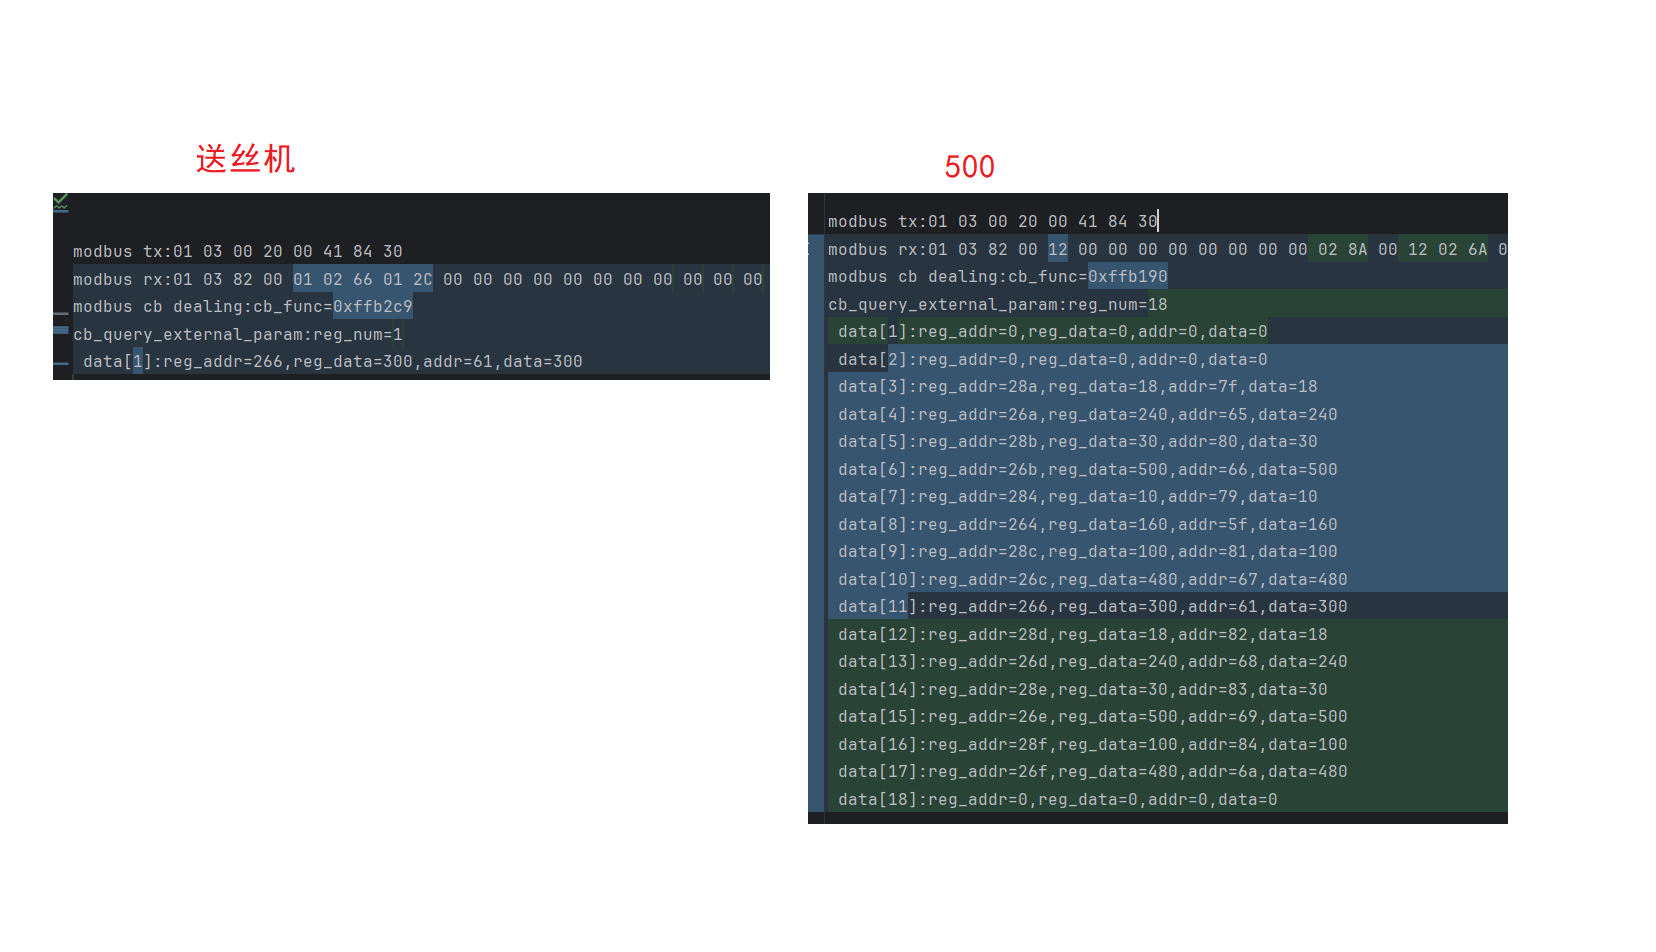 送丝机
modbus tx:01 03 00 20 00 41 84 30
modbus rx:01 03 82 00 01 02 66 01 2C 00 00 00 00 00 00 00 00 00 00 00
modbus cb dealing:cb_func=0xffb2c9
cb_query_external_param:reg_num=1
data[1]:reg_addr=266,reg_data=300,addr=61,data=300
500
modbus tx:01 03 00 20 00 41 84 30
modbus rx:01 03 82 00 12 00 00 00 00 00 00 00 00 02 8A 00 12 02 6A 0
modbus cb dealing:cb_func=0xffb190
cb_query_external_param:reg_num=18
data[1]:reg_addr=0,reg_data=0,addr=0,data=0
data[2]:reg_addr=0,reg_data=0,addr=0,data=0
data[3]:reg_addr=28a,reg_data=18,addr=7f,data=18
data[4]:reg_addr=26a,reg_data=240,addr=65,data=240
data[5]:reg_addr=28b,reg_data=30,addr=80,data=30
data[6]:reg_addr=26b,reg_data=500,addr=66,data=500
data[7]:reg_addr=284,reg_data=10,addr=79,data=10
data[8]:reg_addr=264,reg_data=160,addr=5f,data=160
data[9]:reg_addr=28c,reg_data=100,addr=81,data=100
data[10]:reg_addr=26c,reg_data=480,addr=67,data=480
data[11]:reg_addr=266,reg_data=300,addr=61,data=300
data[12]:reg_addr=28d,reg_data=18,addr=82,data=18
data[13]:reg_addr=26d,reg_data=240,addr=68,data=240
data[14]:reg_addr=28e,reg_data=30,addr=83,data=30
data[15]:reg_addr=26e,reg_data=500,addr=69,data=500
data[16]:reg_addr=28f,reg_data=100,addr=84,data=100
data[17]:reg_addr=26f,reg_data=480,addr=6a,data=480
data[18]:reg_addr=0,reg_data=0,addr=0,data=0